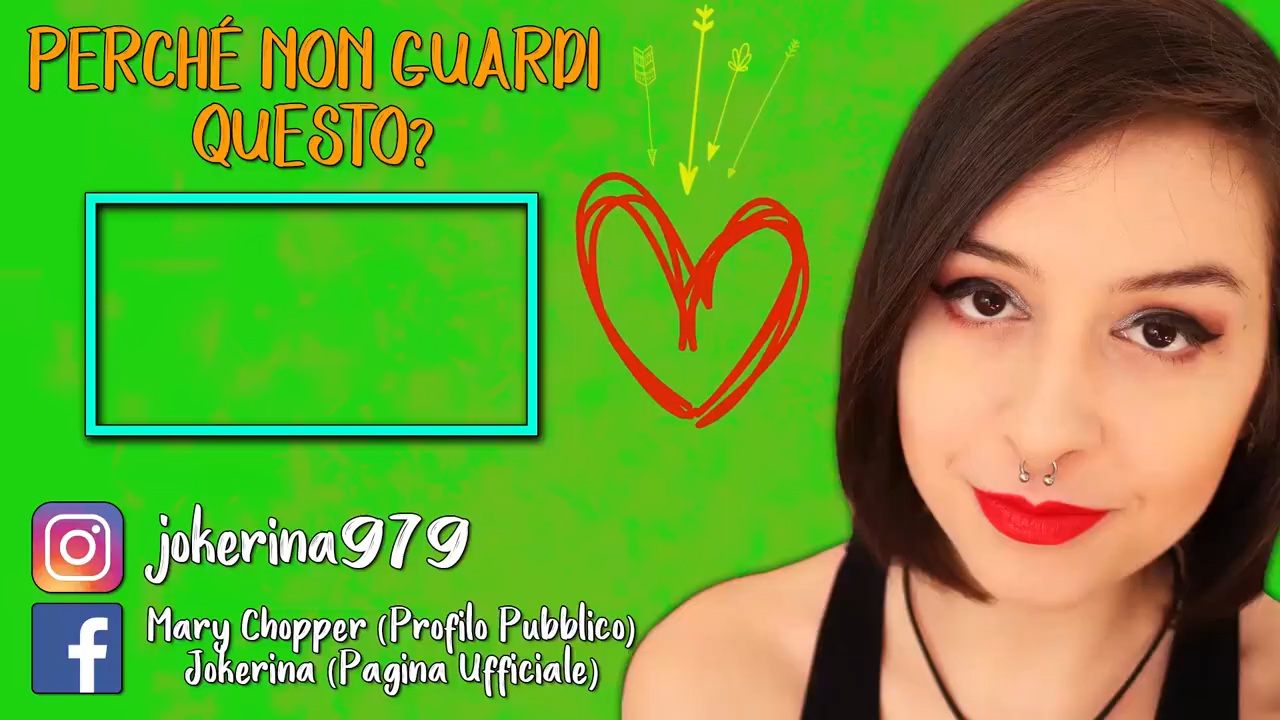 PERCHÉ NON GUARDI
QUESTO?
jokerina979
Mary Chopper (Profilo Pubblico)
Jokerina (Pagina Ufficiale)